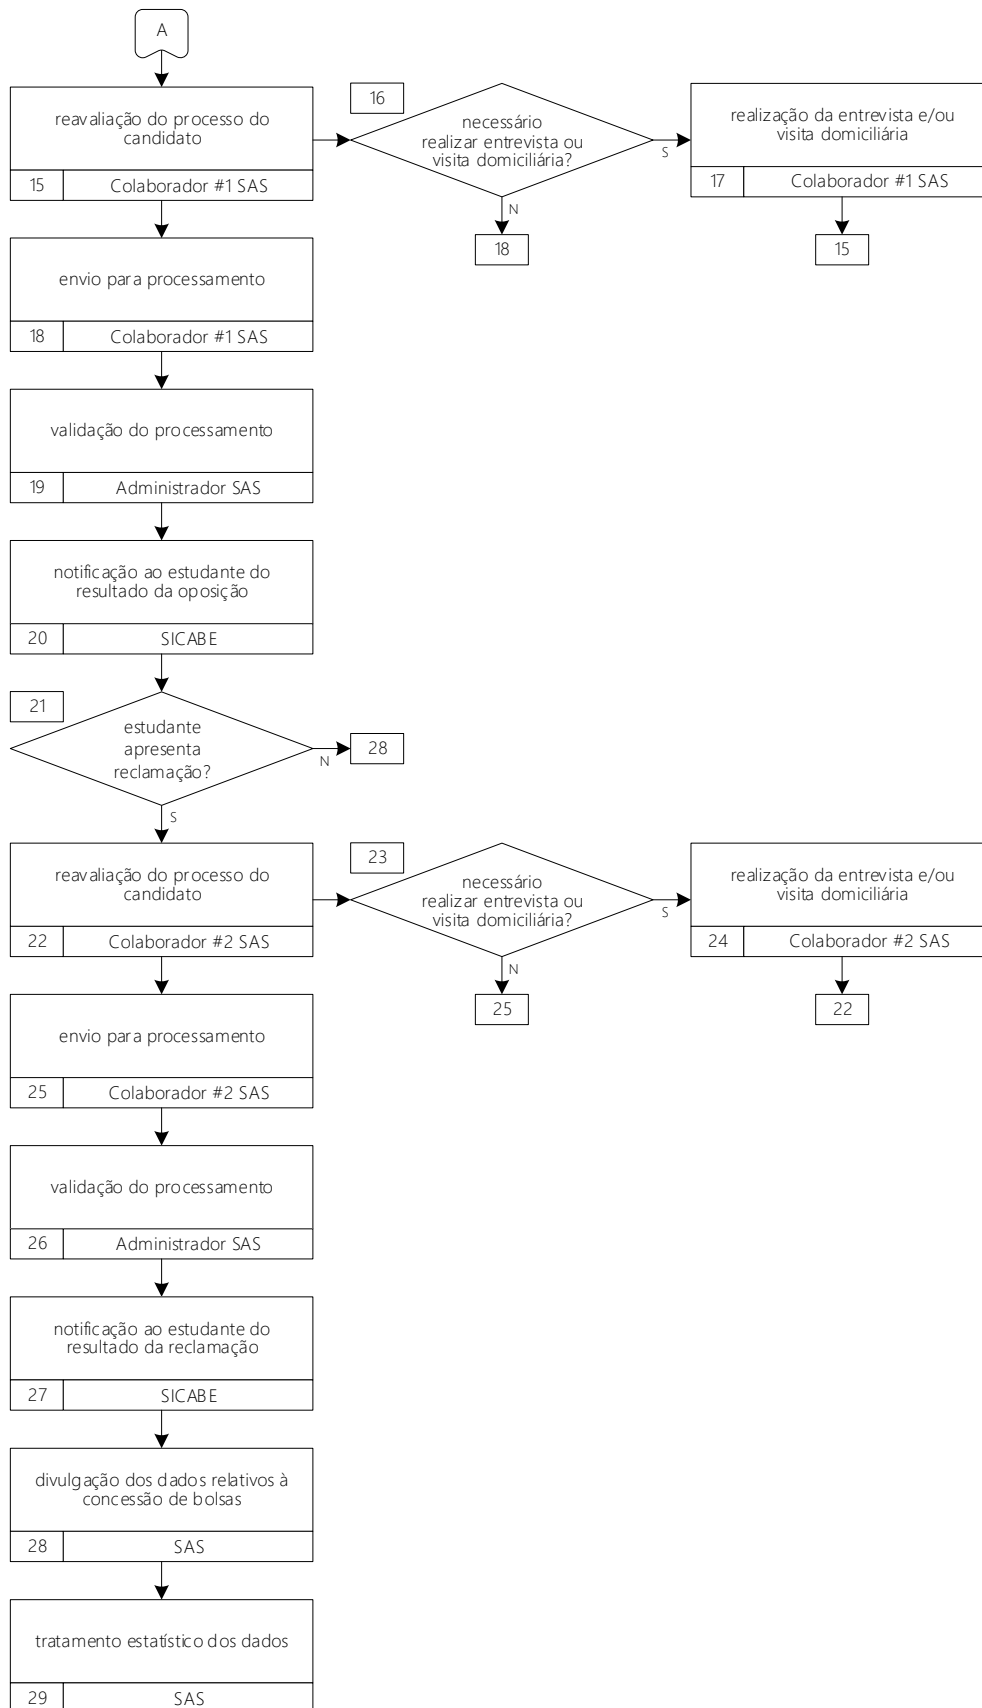 A
reavaliação do processo do
candidato
15
Colaborador #1 SAS
16
necessário
realizar entrevista ou
visita domiciliária?
S
N
18
realização da entrevista e/ou
visita domiciliária
17
Colaborador #1 SAS
15
envio para processamento
18
Colaborador #1 SAS
validação do processamento
19
Administrador SAS
notificação ao estudante do
resultado da oposição
20
SICABE
21
estudante
apresenta
reclamação?
N
28
S
reavaliação do processo do
candidato
22
Colaborador #2 SAS
23
necessário
realizar entrevista ou
visita domiciliária?
S
N
25
realização da entrevista e/ou
visita domiciliária
24
Colaborador #2 SAS
22
envio para processamento
25
Colaborador #2 SAS
validação do processamento
26
Administrador SAS
notificação ao estudante do
resultado da reclamação
27
SICABE
divulgação dos dados relativos à
concessão de bolsas
28
SAS
tratamento estatístico dos dados
29
SAS